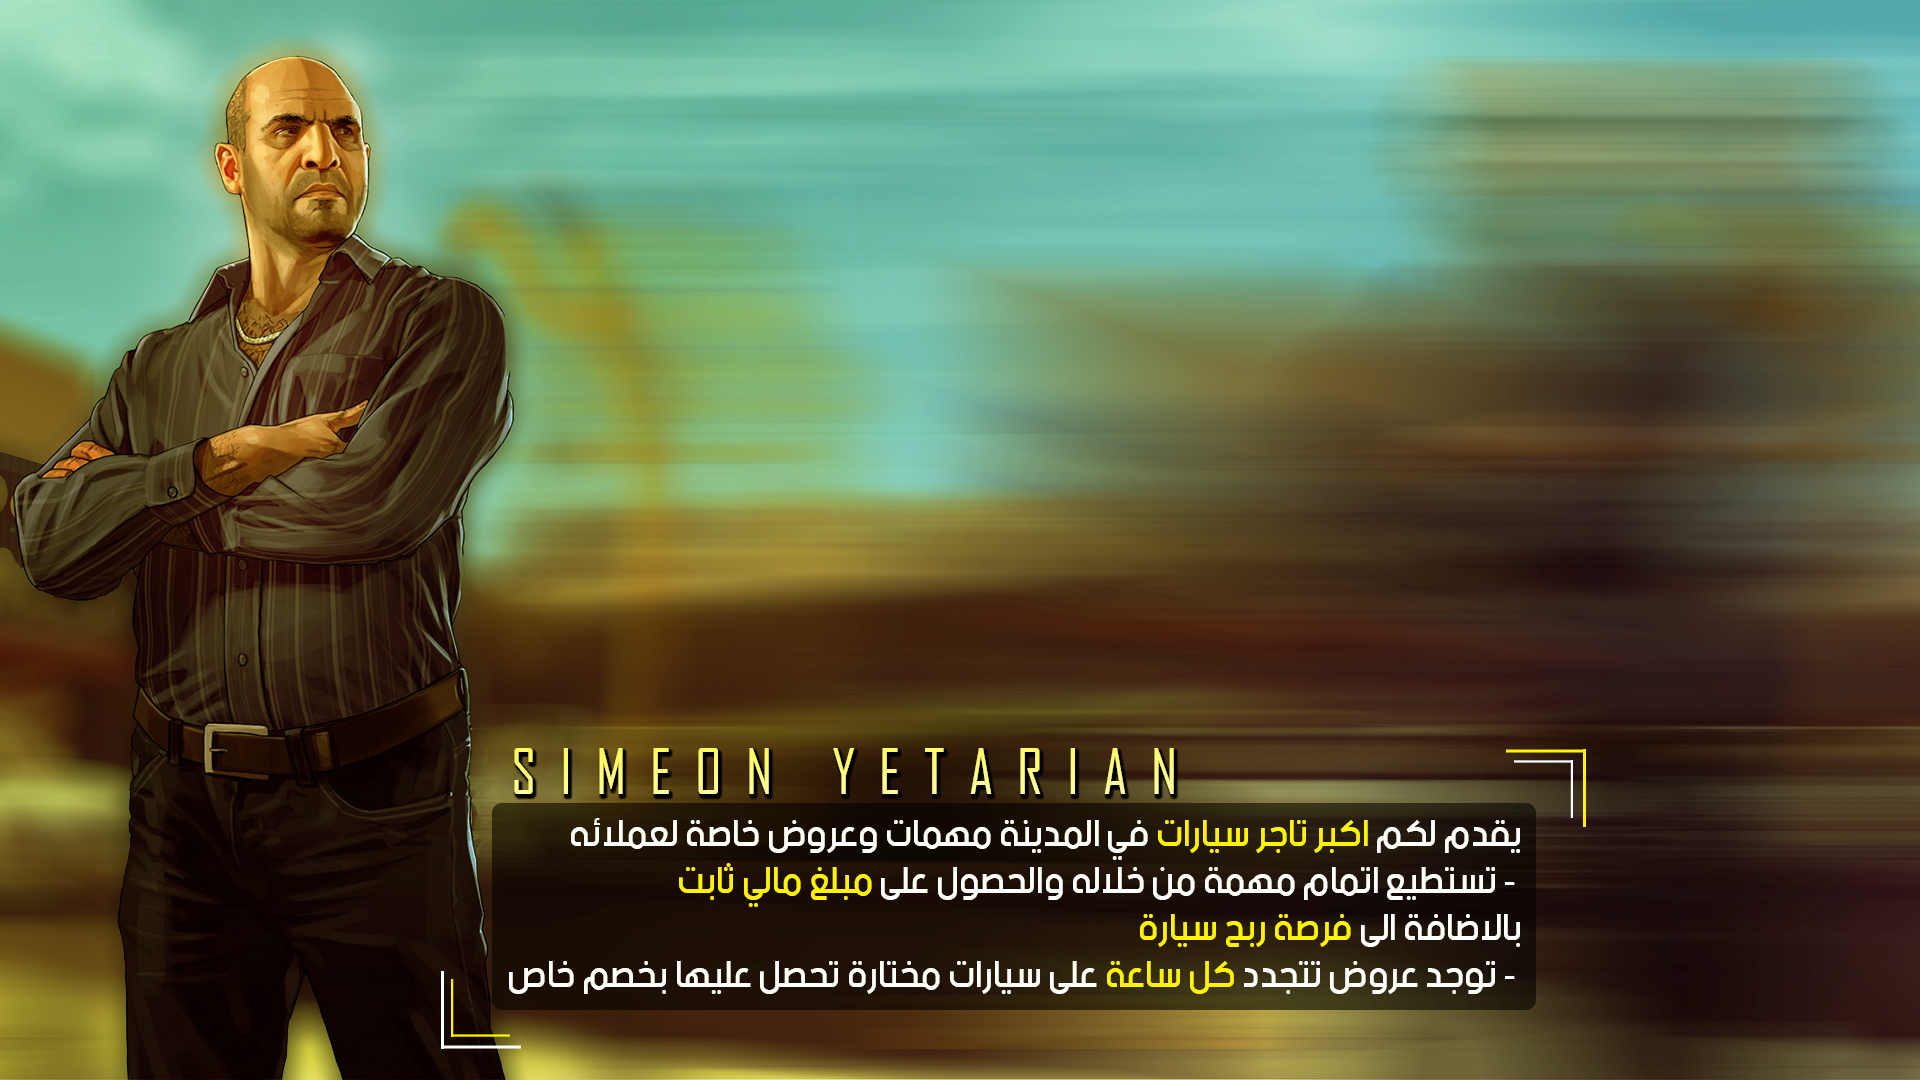 SIMEON YETARIAN
يقدم لكم اكبر تاجر سيارات في المدينة مهمات وعروض خاصة لعملائه
- تستطيع اتمام مهمة من خلاله والحصول على مبلغ مالي ثابت
بالاضافة الى فرصة ربح سيارة
- توجد عروض تتجدد كل ساعة على سيارات مختارة تحصل عليها بخصم خاص